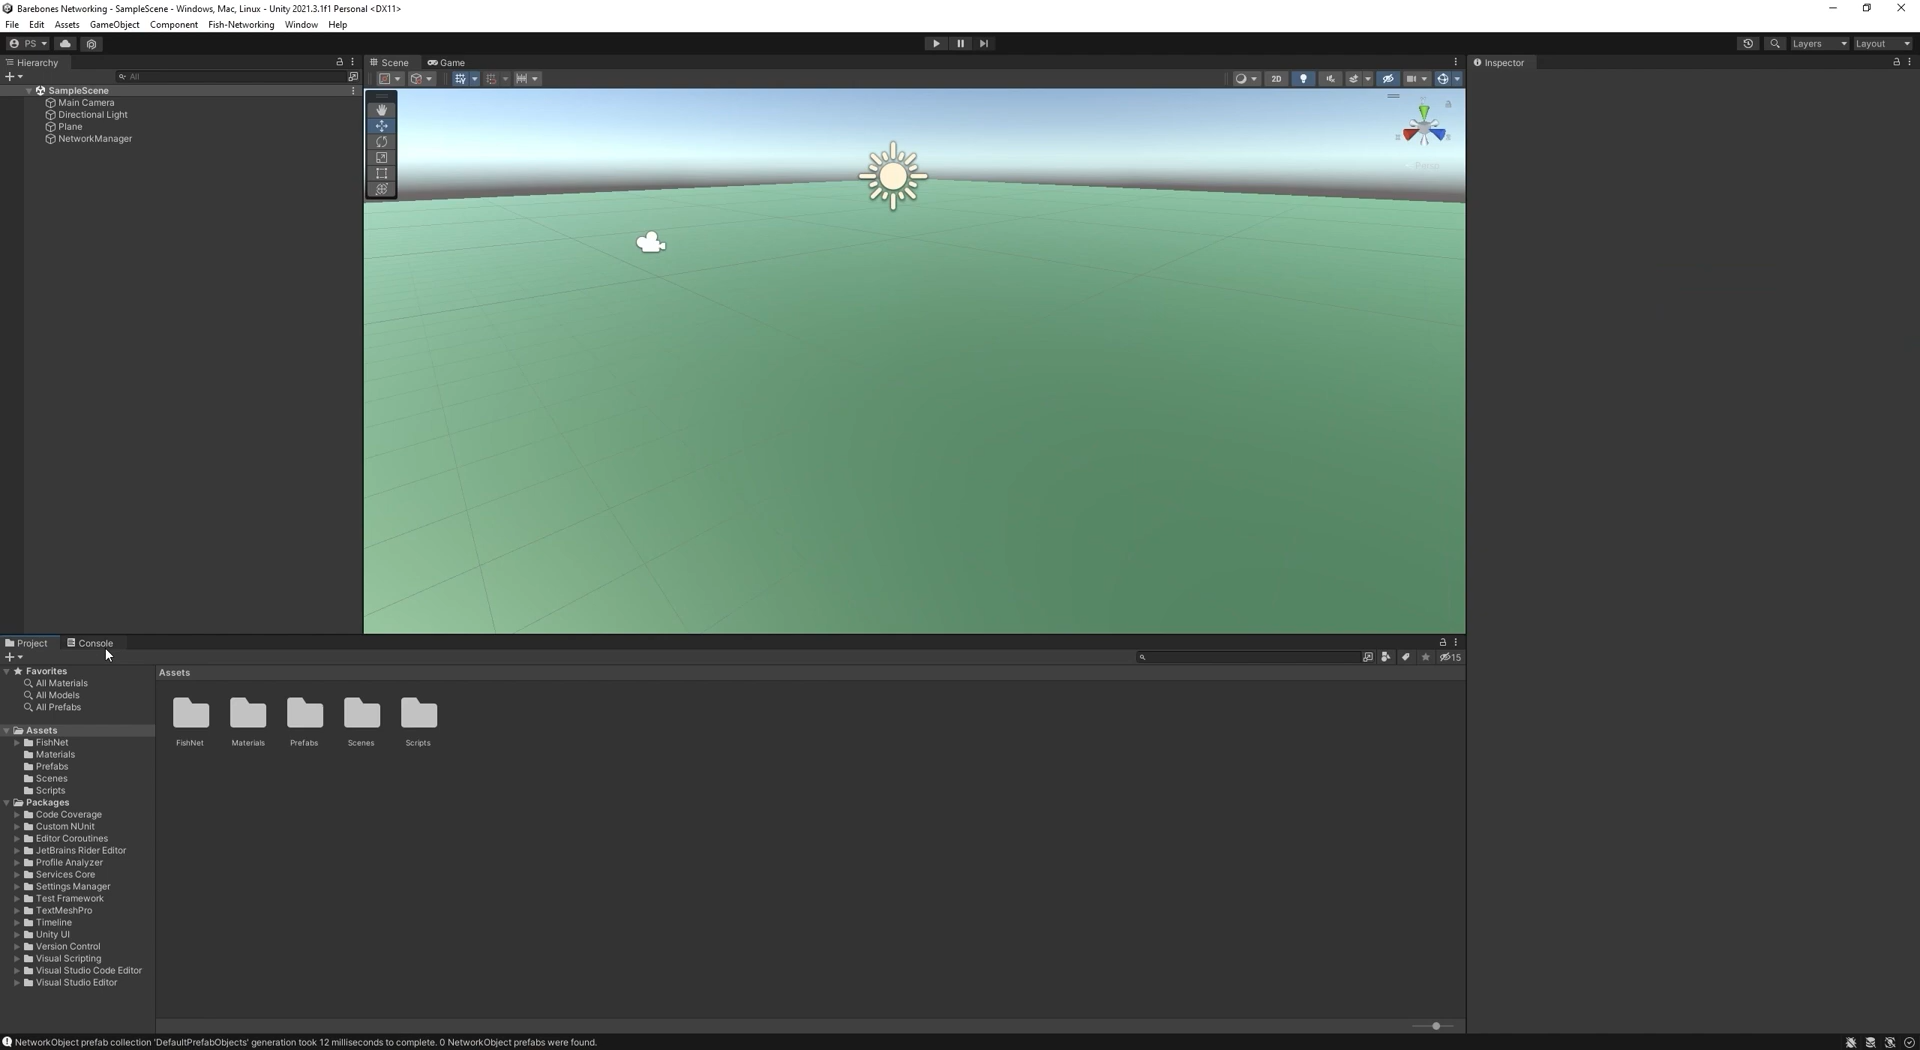 Barebones Networking - SampleScene - Windows, Mac, Linux - Unity 2021.3.1f1 Personal <DX11>
File Edit Assets GameObject Component Fish-Networking Window Help
PS Layers Layout
Hierarchy Scene Game Inspector
All 2D
SampleScene
Main Camera
Directional Light
Plane
NetworkManager
Persp
Project Console
15
Favorites
All Materials
All Models
All Prefabs
Assets
FishNet
Materials
Prefabs
Scenes
Scripts
Packages
Code Coverage
Custom NUnit
Editor Coroutines
JetBrains Rider Editor
Profile Analyzer
Services Core
Settings Manager
Test Framework
TextMeshPro
Timeline
Unity UI
Version Control
Visual Scripting
Visual Studio Code Editor
Visual Studio Editor
Assets
FishNet Materials Prefabs Scenes Scripts
NetworkObject prefab collection 'DefaultPrefabObjects' generation took 12 milliseconds to complete. 0 NetworkObject prefabs were found.